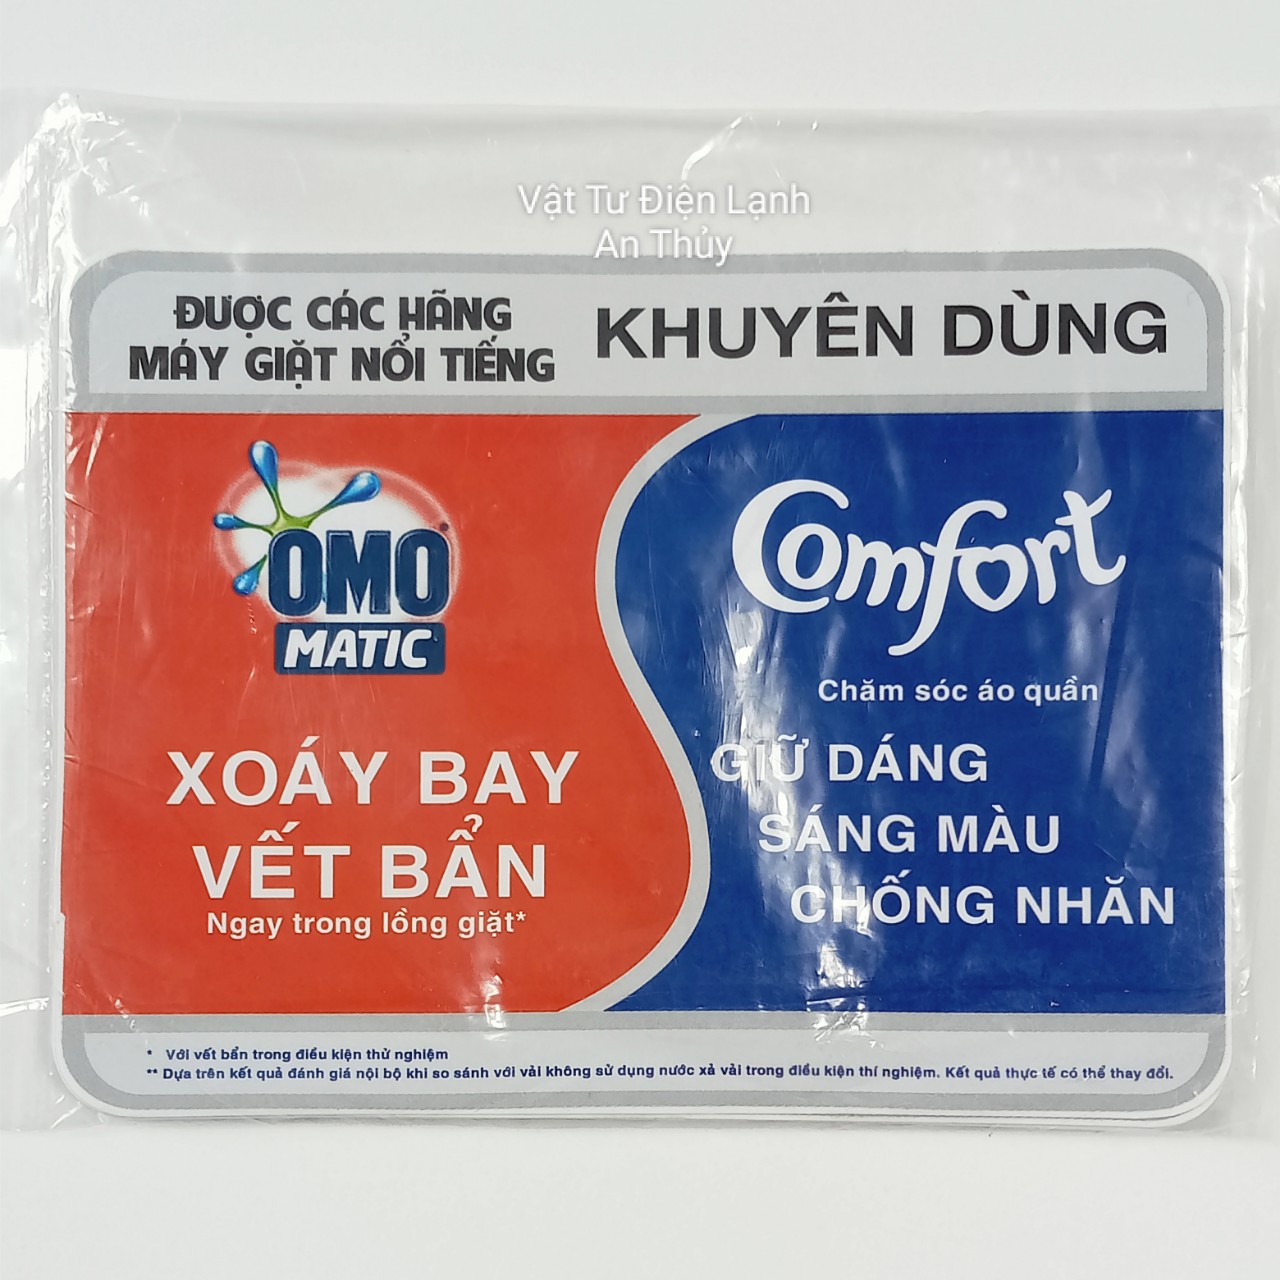 Vật Tư Điện Lạnh
An Thủy
ĐƯỢC CÁC HÃNG
MÁY GIẶT NỔI TIẾNG
KHUYÊN DÙNG
OMO
MATIC
XOÁY BAY
VẾT BẨN
Ngay trong lồng giặt*
Comfort
Chăm sóc áo quần
GIỮ DÁNG
SÁNG MÀU
CHỐNG NHĂN
* Với vết bẩn trong điều kiện thử nghiệm
** Dựa trên kết quả đánh giá nội bộ khi so sánh với vải không sử dụng nước xả vải trong điều kiện thí nghiệm. Kết quả thực tế có thể thay đổi.